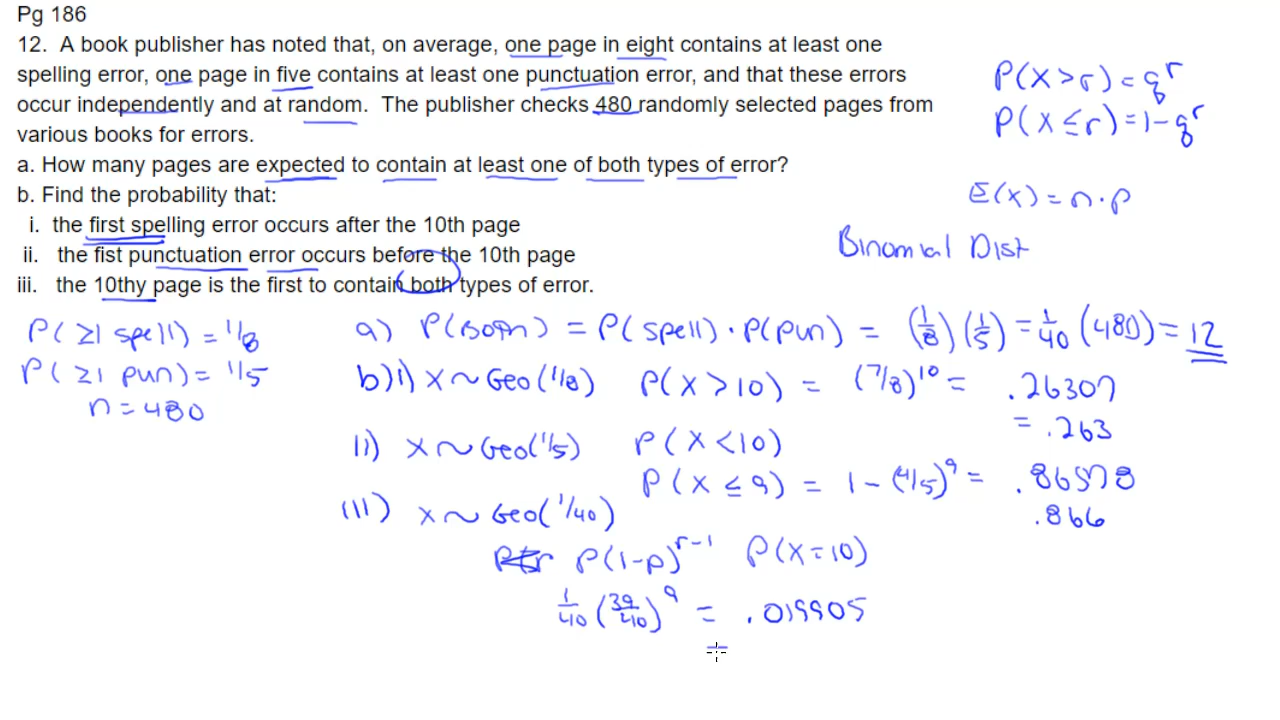 Pg 186
12. A book publisher has noted that, on average, one page in eight contains at least one
spelling error, one page in five contains at least one punctuation error, and that these errors
occur independently and at random. The publisher checks 480 randomly selected pages from
various books for errors.
a. How many pages are expected to contain at least one of both types of error?
b. Find the probability that:
i. the first spelling error occurs after the 10th page
ii. the fist punctuation error occurs before the 10th page
iii. the 10thy page is the first to contain both types of error.
P(X>r) = q^r
P(X≤r) = 1-q^r
E(X) = n·p
Binomial Dist
P(≥1 spell) = 1/8
P(≥1 pun) = 1/5
n = 480
a) P(Both) = P(spell)·P(pun) = (1/8)(1/5) = 1/40 (480) = 12
b) i) X~Geo(1/8) P(X>10) = (7/8)^10 = .26307
= .263
ii) X~Geo(1/5) P(X<10)
P(X≤9) = 1-(4/5)^9 = .86578
.866
iii) X~Geo(1/40)
P(1-p)^r-1 P(X=10)
1/40 (39/40)^9 = .019905